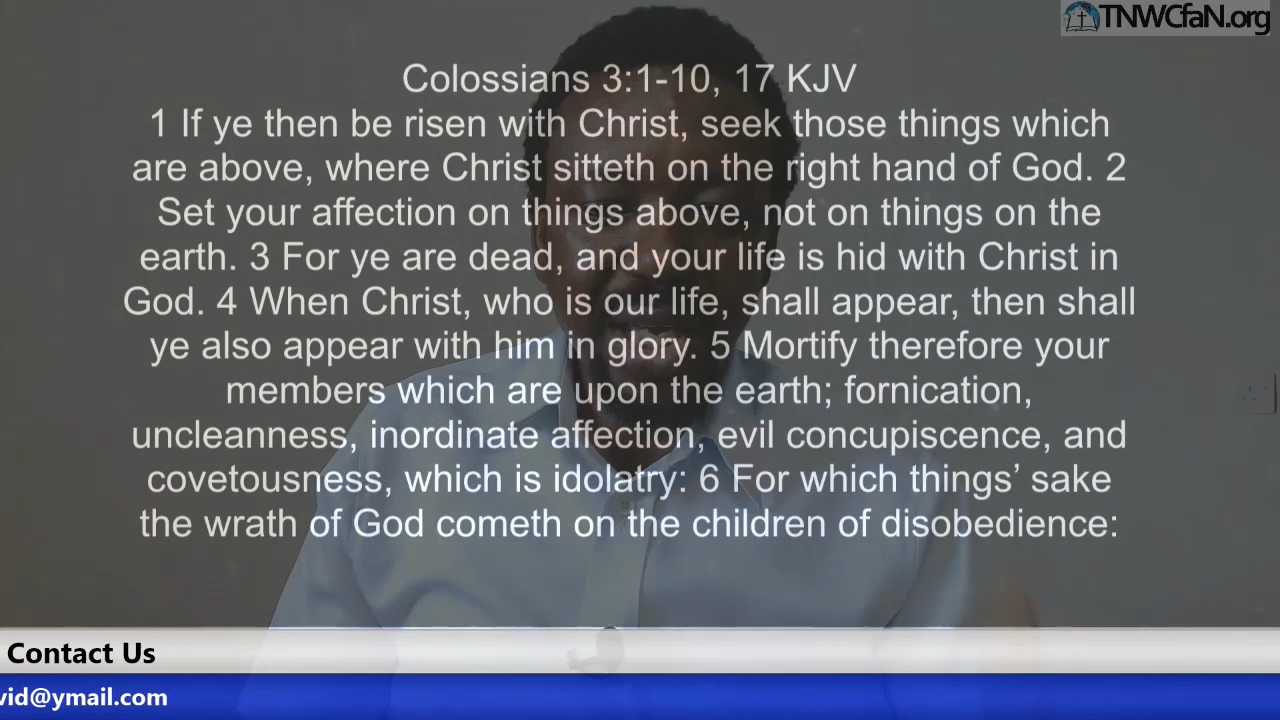 TNWCfaN.org
Colossians 3:1-10, 17 KJV
1 If ye then be risen with Christ, seek those things which
are above, where Christ sitteth on the right hand of God. 2
Set your affection on things above, not on things on the
earth. 3 For ye are dead, and your life is hid with Christ in
God. 4 When Christ, who is our life, shall appear, then shall
ye also appear with him in glory. 5 Mortify therefore your
members which are upon the earth; fornication,
uncleanness, inordinate affection, evil concupiscence, and
covetousness, which is idolatry: 6 For which things’ sake
the wrath of God cometh on the children of disobedience:
Contact Us
vid@ymail.com